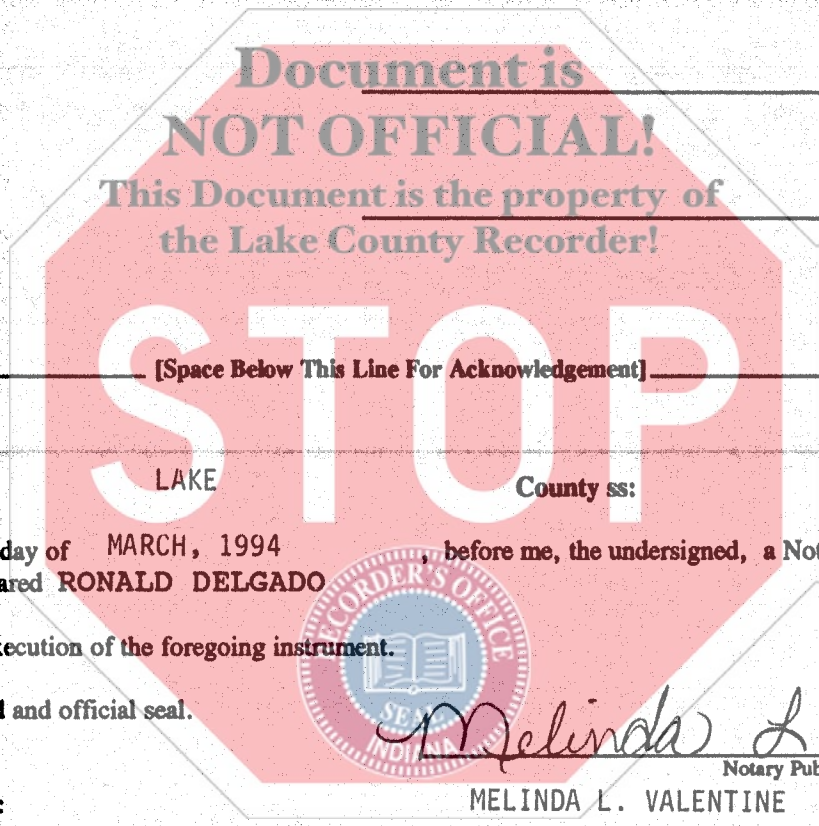 Document is
NOT OFFICIAL!
This Document is the property of
the Lake County Recorder!
STOP
[Space Below This Line For Acknowledgement]
LAKE County ss:
day of MARCH, 1994 , before me, the undersigned, a Not
ared RONALD DELGADO
RECORDER'S OFFICE
ecution of the foregoing instrument.
and official seal.
SEAL
INDIANA
Melinda L
Notary Pub
MELINDA L. VALENTINE